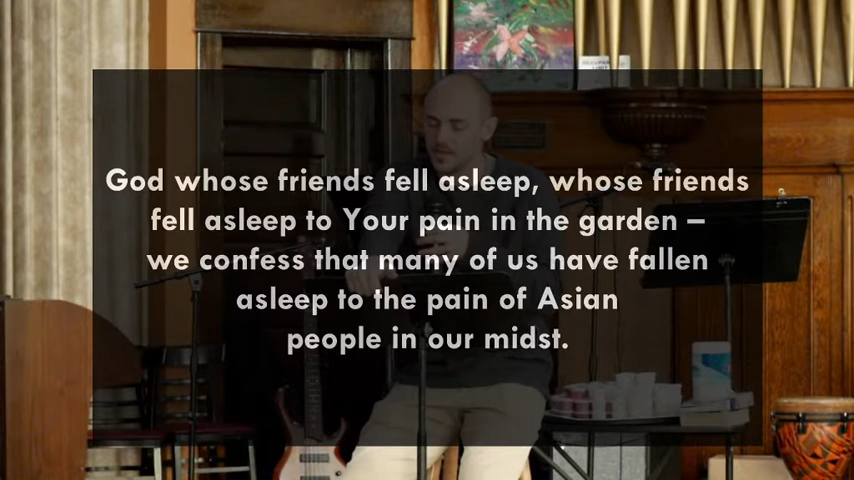 God whose friends fell asleep, whose friends
fell asleep to Your pain in the garden –
we confess that many of us have fallen
asleep to the pain of Asian
people in our midst.